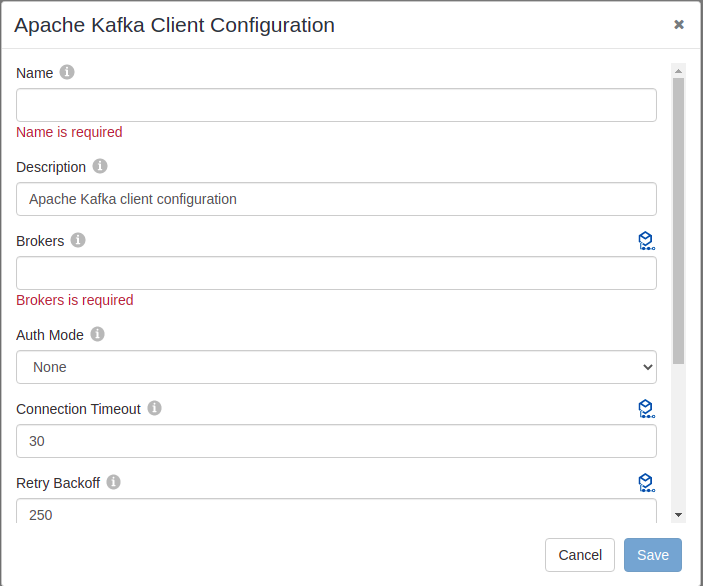 Apache Kafka Client Configuration
Name
Name is required
Description
Apache Kafka client configuration
Brokers
Brokers is required
Auth Mode
None
Connection Timeout
30
Retry Backoff
250
Cancel
Save